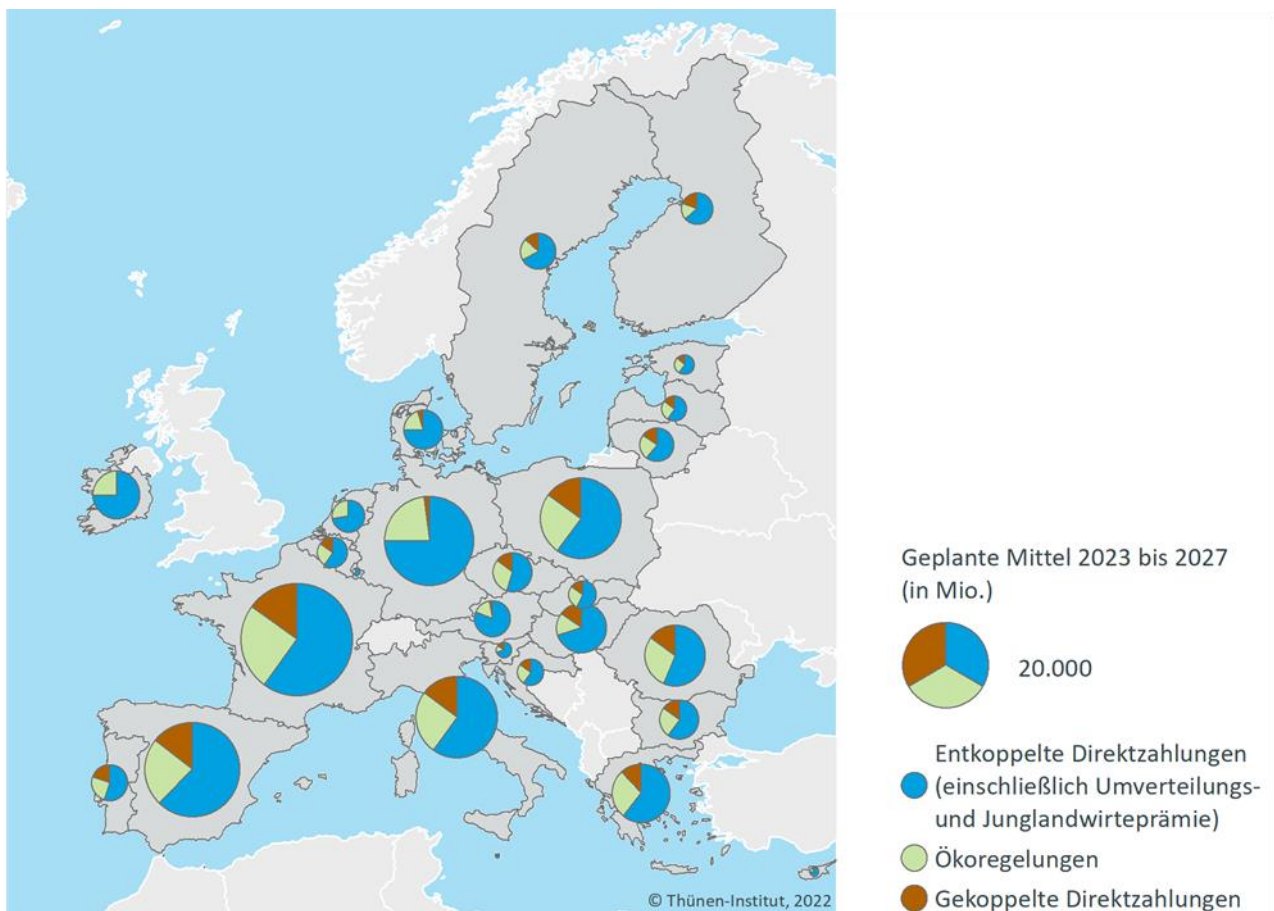 Geplante Mittel 2023 bis 2027
(in Mio.)
20.000
Entkoppelte Direktzahlungen
(einschließlich Umverteilungs-
und Junglandwirteprämie)
Ökoregelungen
Gekoppelte Direktzahlungen
© Thünen-Institut, 2022